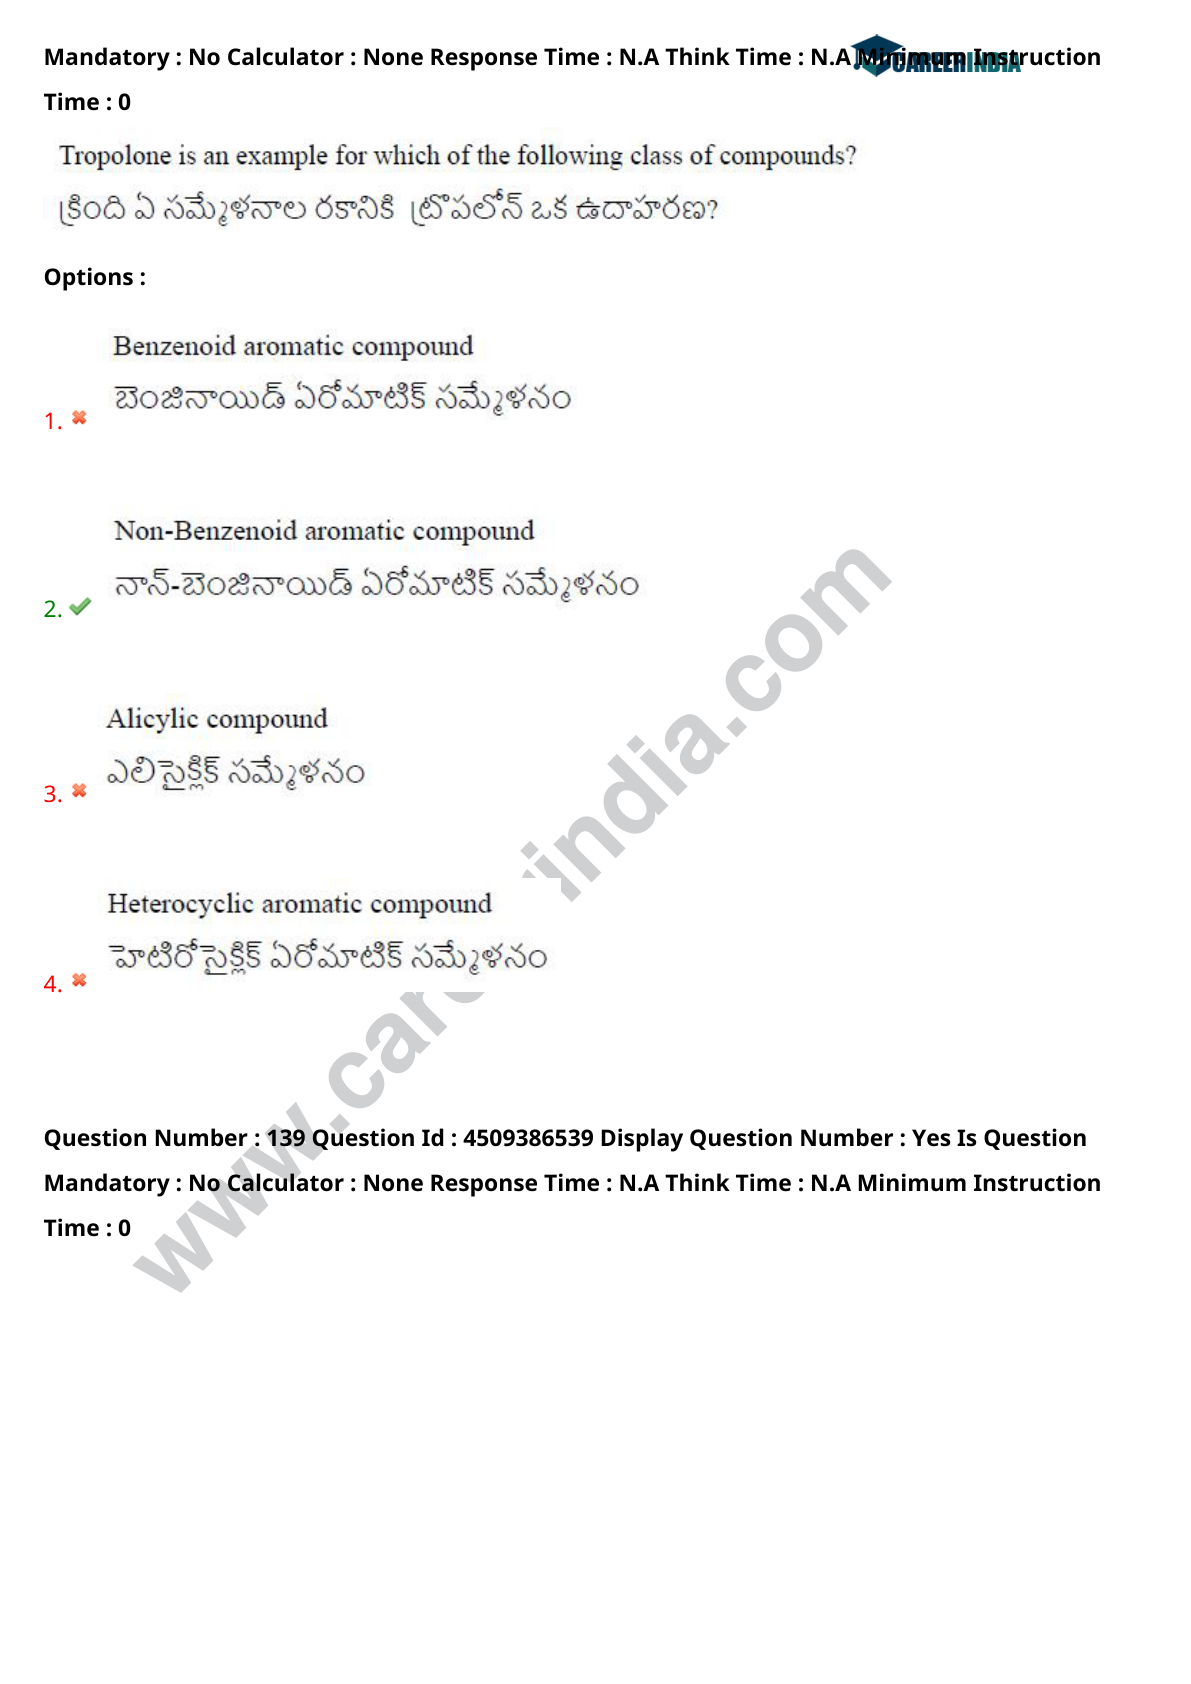 Mandatory : No Calculator : None Response Time : N.A Think Time : N.A Minimum Instruction
CAREERINDIA
Time : 0
Tropolone is an example for which of the following class of compounds?
క్రింది ఏ సమ్మేళనాల రకానికి ట్రొపలోన్ ఒక ఉదాహరణ?
Options :
Benzenoid aromatic compound
బెంజినాయిడ్ ఏరోమాటిక్ సమ్మేళనం
1.
Non-Benzenoid aromatic compound
నాన్-బెంజినాయిడ్ ఏరోమాటిక్ సమ్మేళనం
2.
Alicylic compound
ఎలిసైక్లిక్ సమ్మేళనం
3.
Heterocyclic aromatic compound
హెటిరోసైక్లిక్ ఏరోమాటిక్ సమ్మేళనం
4.
Question Number : 139 Question Id : 4509386539 Display Question Number : Yes Is Question
Mandatory : No Calculator : None Response Time : N.A Think Time : N.A Minimum Instruction
Time : 0